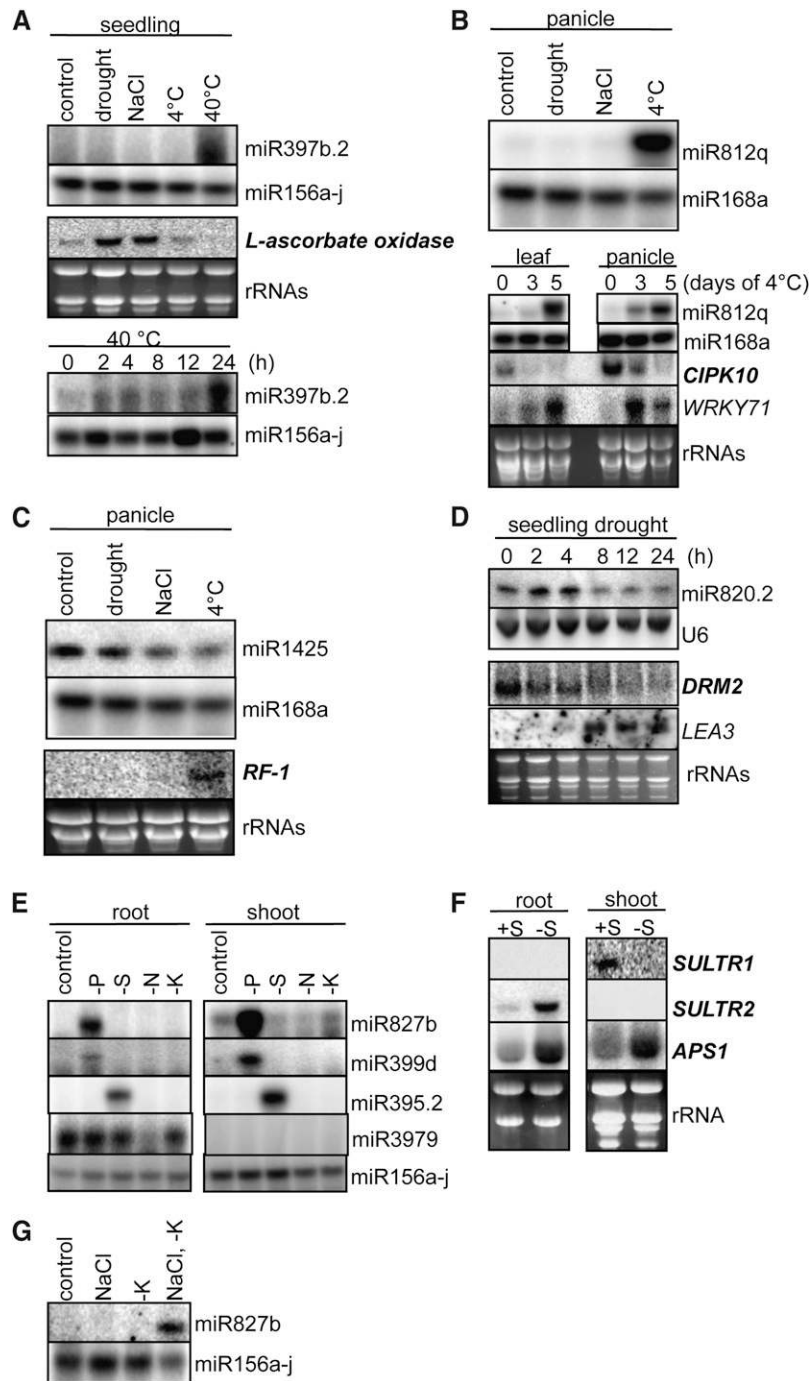 A
seedling
control
drought
NaCl
4°C
40°C
miR397b.2
miR156a-j
L-ascorbate oxidase
rRNAs
40 °C
0 2 4 8 12 24 (h)
miR397b.2
miR156a-j
B
panicle
control
drought
NaCl
4°C
miR812q
miR168a
leaf panicle
0 3 5 0 3 5 (days of 4°C)
miR812q
miR168a
CIPK10
WRKY71
rRNAs
C
panicle
control
drought
NaCl
4°C
miR1425
miR168a
RF-1
rRNAs
D
seedling drought
0 2 4 8 12 24 (h)
miR820.2
U6
DRM2
LEA3
rRNAs
E
root shoot
control
-P
-S
-N
-K
control
-P
-S
-N
-K
miR827b
miR399d
miR395.2
miR3979
miR156a-j
F
root shoot
+S -S +S -S
SULTR1
SULTR2
APS1
rRNA
G
control
NaCl
-K
NaCl, -K
miR827b
miR156a-j